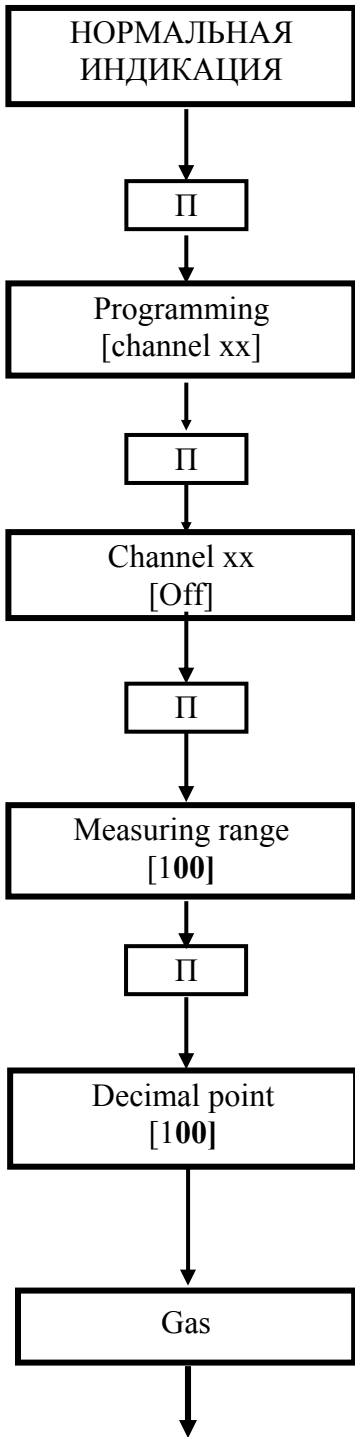 НОРМАЛЬНАЯ
ИНДИКАЦИЯ
П
Programming
[channel xx]
П
Channel xx
[Off]
П
Measuring range
[100]
П
Decimal point
[100]
Gas